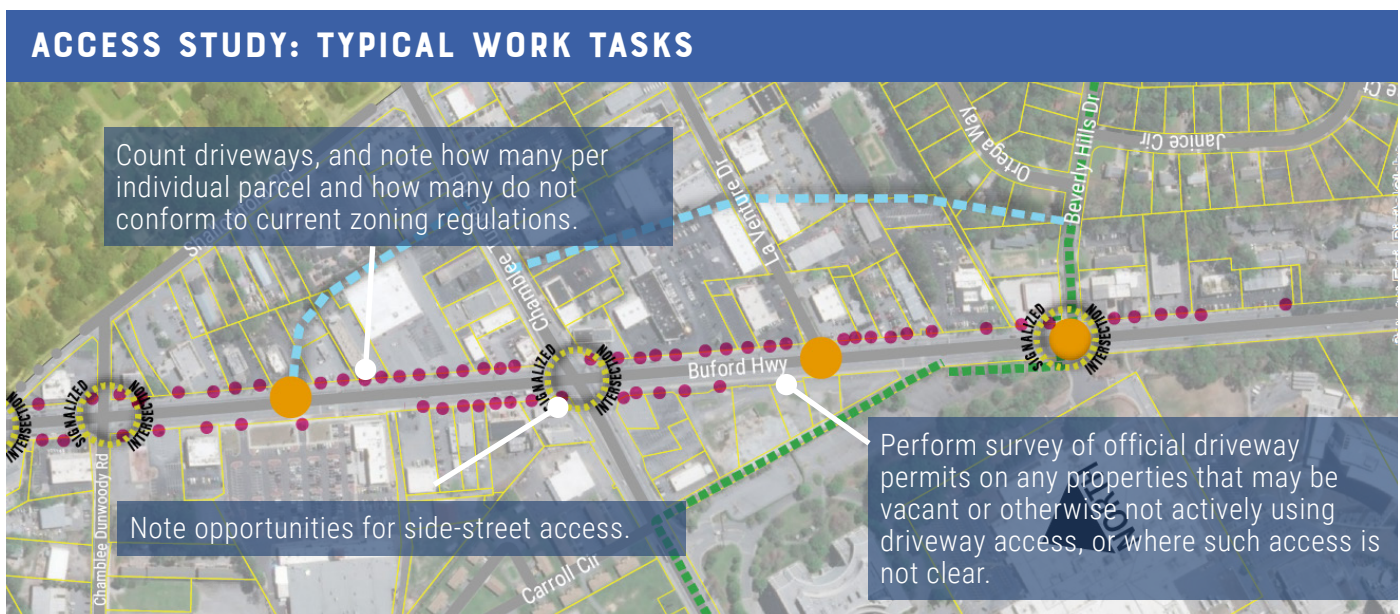 ACCESS STUDY: TYPICAL WORK TASKS
Count driveways, and note how many per
individual parcel and how many do not
conform to current zoning regulations.
Ortega Way
Janice Cir
Beverly Hills Dr
La Venture Dr
Chamblee
Buford Hwy
SIGNALIZED
INTERSECTION
SIGNALIZED
INTERSECTION
SIGNALIZED
INTERSECTION
Chamblee Dunwoody Rd
Note opportunities for side-street access.
Carroll Cir
Perform survey of official driveway
permits on any properties that may be
vacant or otherwise not actively using
driveway access, or where such access is
not clear.
NORTH